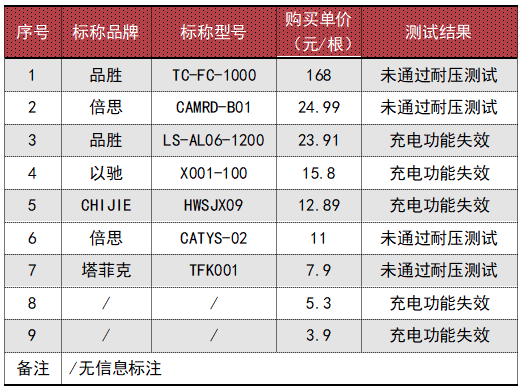 序号 标称品牌 标称型号 购买单价（元/根） 测试结果
1 品胜 TC-FC-1000 168 未通过耐压测试
2 倍思 CAMRD-B01 24.99 未通过耐压测试
3 品胜 LS-AL06-1200 23.91 充电功能失效
4 以驰 X001-100 15.8 充电功能失效
5 CHIJIE HWSJX09 12.89 充电功能失效
6 倍思 CATYS-02 11 未通过耐压测试
7 塔菲克 TFK001 7.9 未通过耐压测试
8 / / 5.3 充电功能失效
9 / / 3.9 充电功能失效
备注 /无信息标注